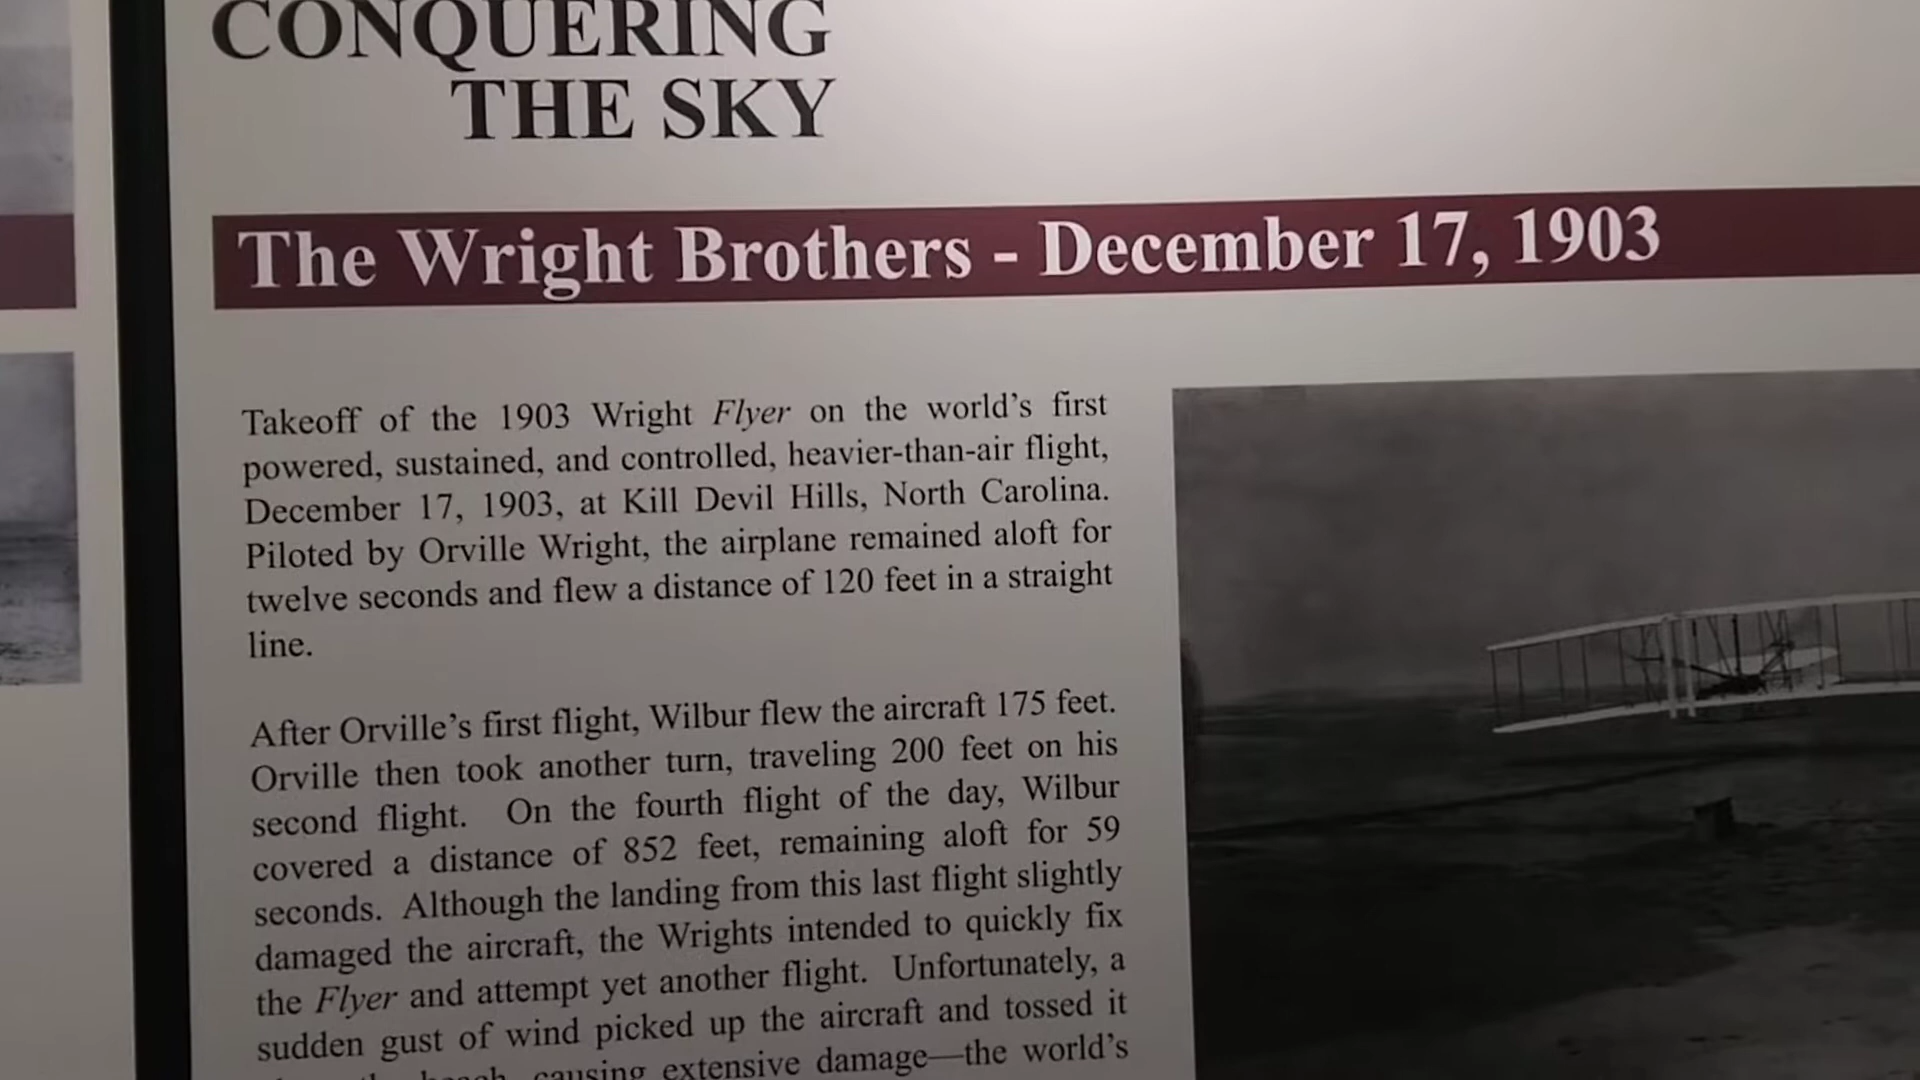 CONQUERING
THE SKY
The Wright Brothers - December 17, 1903
Takeoff of the 1903 Wright Flyer on the world's first
powered, sustained, and controlled, heavier-than-air flight,
December 17, 1903, at Kill Devil Hills, North Carolina.
Piloted by Orville Wright, the airplane remained aloft for
twelve seconds and flew a distance of 120 feet in a straight
line.
After Orville's first flight, Wilbur flew the aircraft 175 feet.
Orville then took another turn, traveling 200 feet on his
second flight. On the fourth flight of the day, Wilbur
covered a distance of 852 feet, remaining aloft for 59
seconds. Although the landing from this last flight slightly
damaged the aircraft, the Wrights intended to quickly fix
the Flyer and attempt yet another flight. Unfortunately, a
sudden gust of wind picked up the aircraft and tossed it
causing extensive damage—the world's